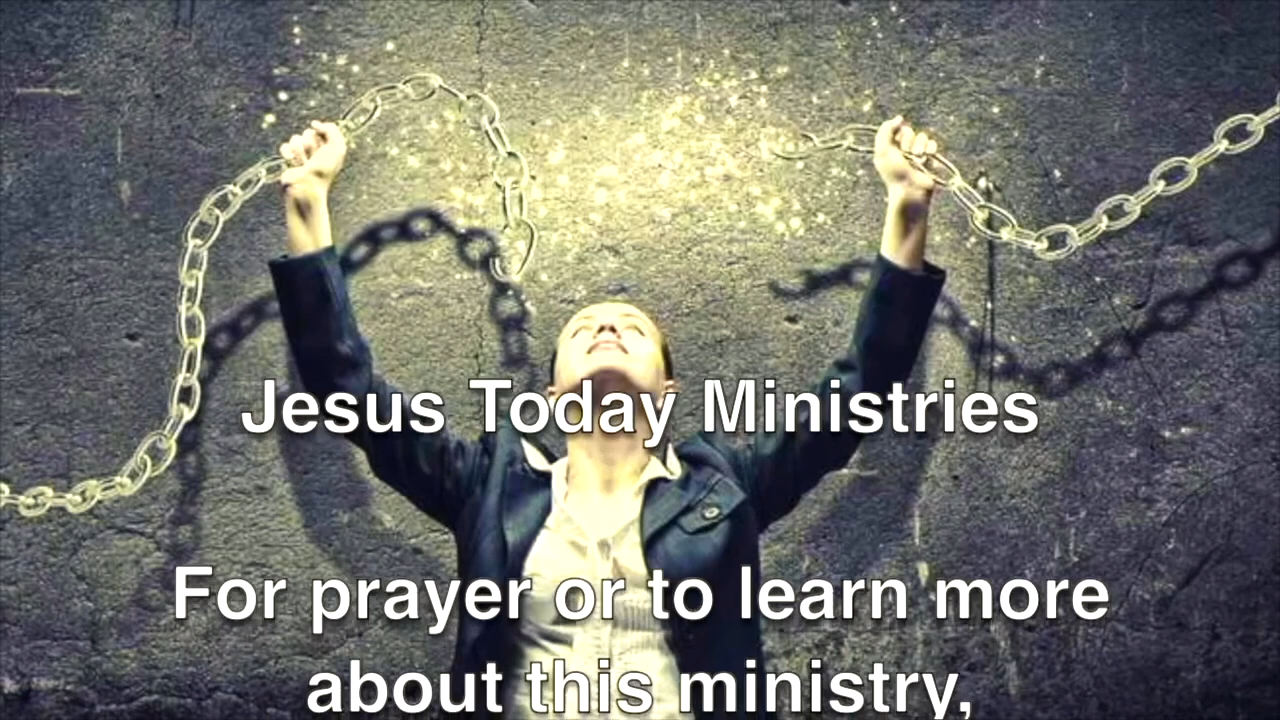 Jesus Today Ministries
For prayer or to learn more
about this ministry,